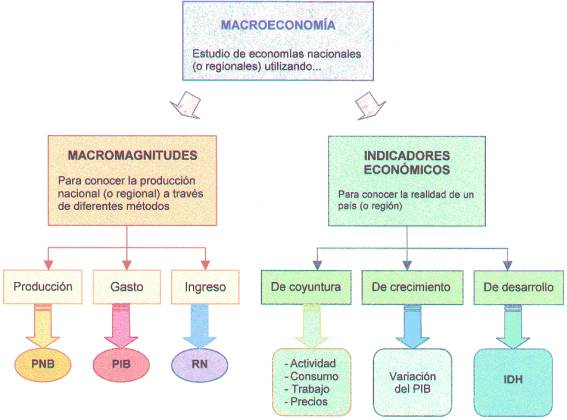 MACROECONOMÍA
Estudio de economías nacionales
(o regionales) utilizando...
MACROMAGNITUDES
Para conocer la producción
nacional (o regional) a través
de diferentes métodos
INDICADORES
ECONÓMICOS
Para conocer la realidad de un
país (o región)
Producción
Gasto
Ingreso
De coyuntura
De crecimiento
De desarrollo
PNB
PIB
RN
- Actividad
- Consumo
- Trabajo
- Precios
Variación
del PIB
IDH